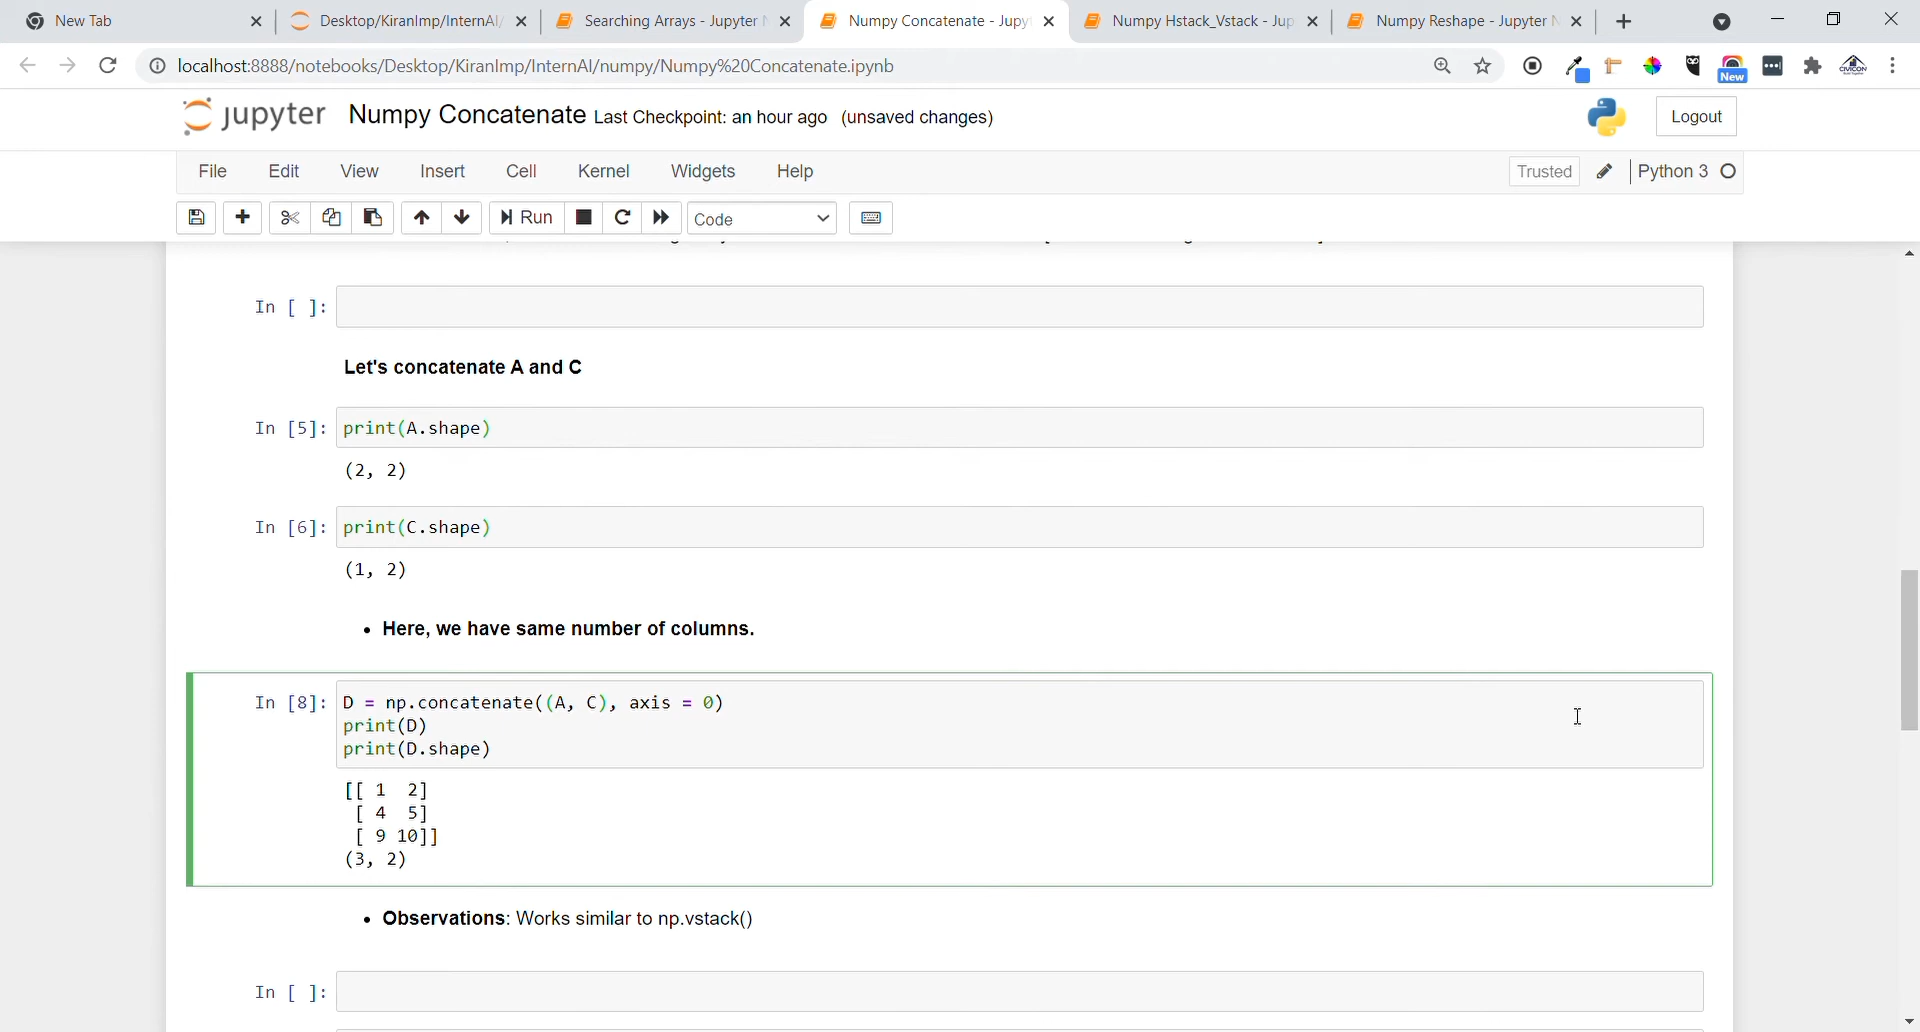 New Tab
Desktop/KiranImp/InternAI/
Searching Arrays - Jupyter N
Numpy Concatenate - Jupy
Numpy Hstack_Vstack - Jup
Numpy Reshape - Jupyter N
localhost:8888/notebooks/Desktop/KiranImp/InternAI/numpy/Numpy%20Concatenate.ipynb
New
CIVICON
jupyter Numpy Concatenate Last Checkpoint: an hour ago (unsaved changes)
Logout
File Edit View Insert Cell Kernel Widgets Help
Trusted Python 3
Run Code
In [ ]:
Let's concatenate A and C
In [5]: print(A.shape)
(2, 2)
In [6]: print(C.shape)
(1, 2)
• Here, we have same number of columns.
In [8]: D = np.concatenate((A, C), axis = 0)
print(D)
print(D.shape)
[[ 1  2]
[ 4  5]
[ 9 10]]
(3, 2)
• Observations: Works similar to np.vstack()
In [ ]: